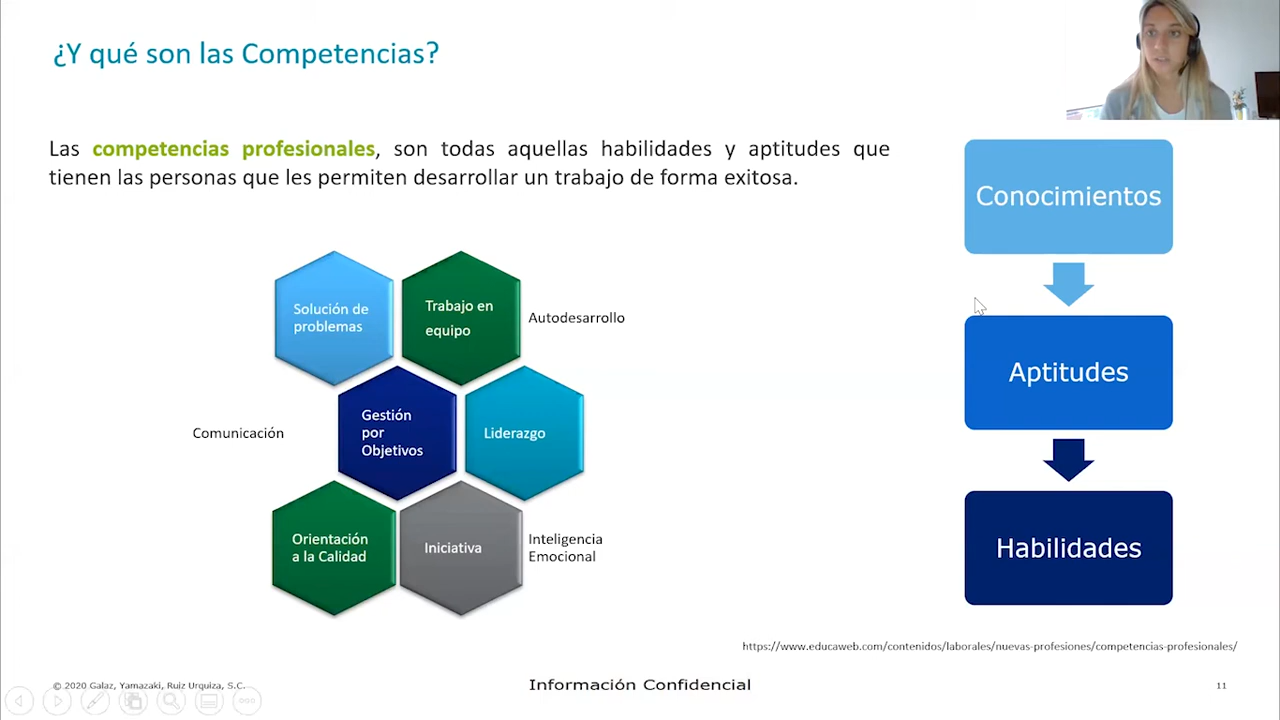 ¿Y qué son las Competencias?
Las competencias profesionales, son todas aquellas habilidades y aptitudes que
tienen las personas que les permiten desarrollar un trabajo de forma exitosa.
Solución de
problemas
Trabajo en
equipo
Autodesarrollo
Comunicación
Gestión
por
Objetivos
Liderazgo
Orientación
a la Calidad
Iniciativa
Inteligencia
Emocional
Conocimientos
Aptitudes
Habilidades
https://www.educaweb.com/contenidos/laborales/nuevas-profesiones/competencias-profesionales/
© 2020 Galaz, Yamazaki, Ruiz Urquiza, S.C.
Información Confidencial
11